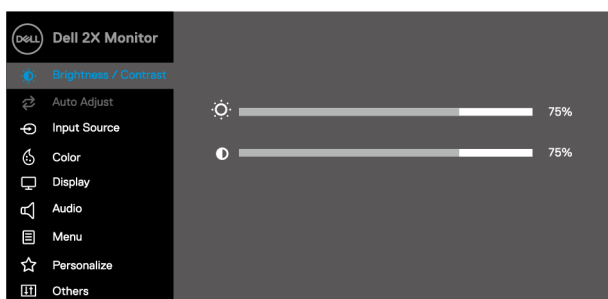 DELL Dell 2X Monitor
Brightness / Contrast
Auto Adjust
Input Source
Color
Display
Audio
Menu
Personalize
Others
75%
75%